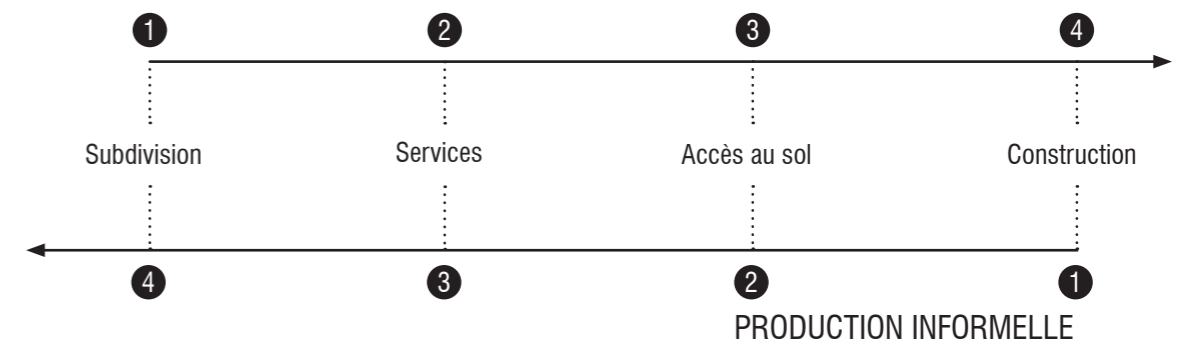 1 2 3 4
Subdivision Services Accès au sol Construction
4 3 2 1
PRODUCTION INFORMELLE